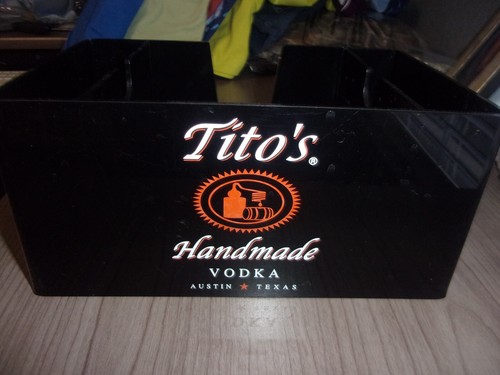 Tito's®
Handmade
VODKA
AUSTIN ★ TEXAS